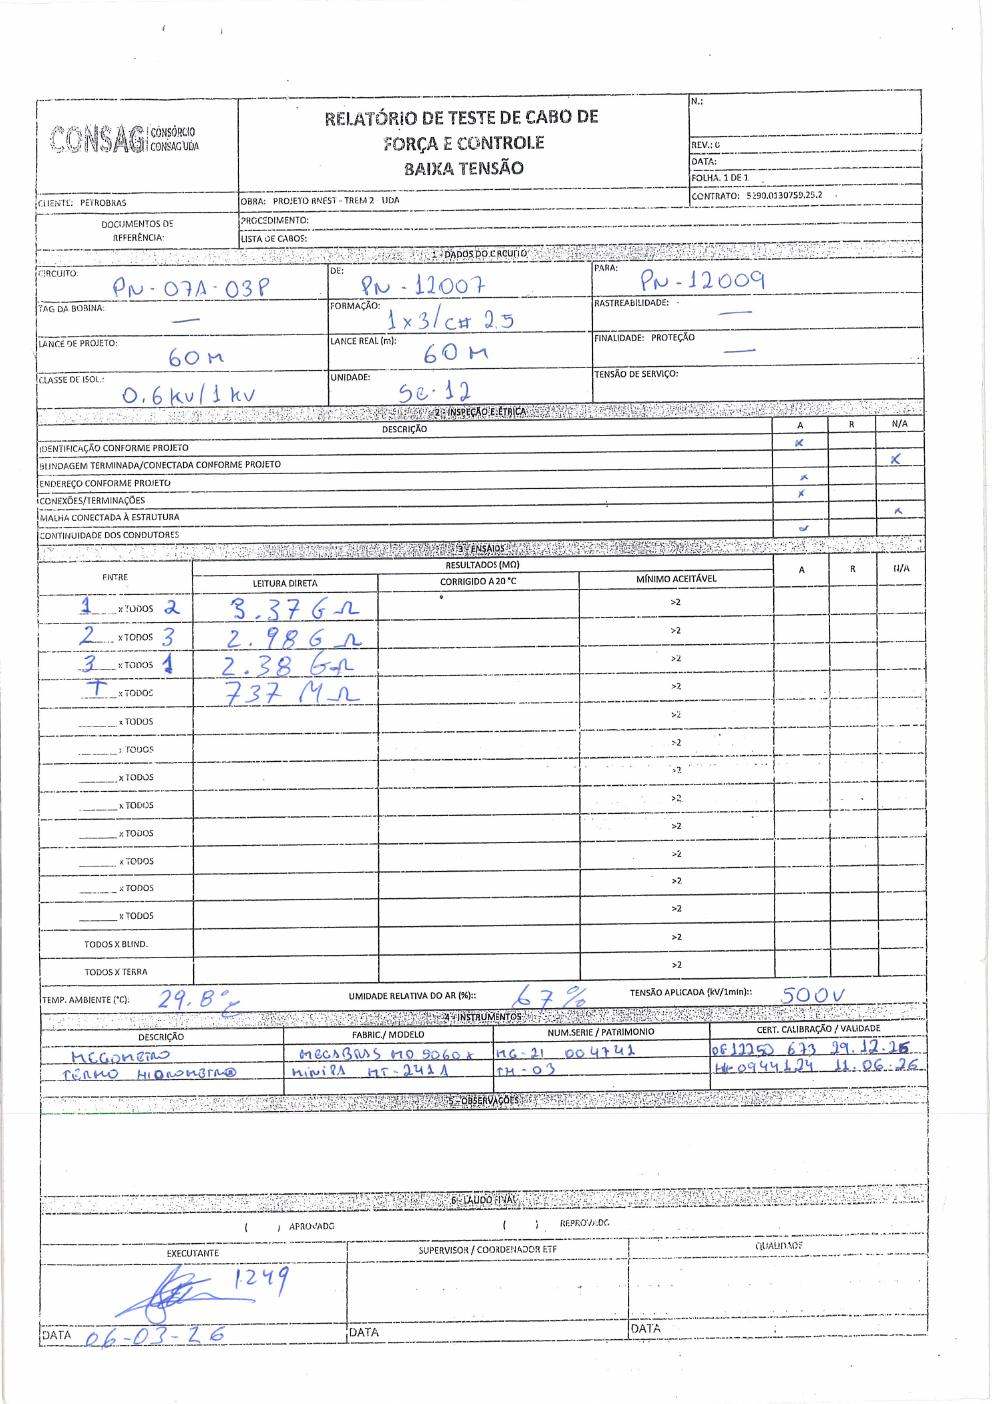 CONSAG CONSÓRCIO CONSAG UDA
RELATÓRIO DE TESTE DE CABO DE
FORÇA E CONTROLE
BAIXA TENSÃO
N.:
REV.: 0
DATA:
FOLHA. 1 DE 1
CLIENTE: PETROBRAS
OBRA: PROJETO RNEST - TREM 2 UDA
CONTRATO: 5290.0130759.25.2
DOCUMENTOS DE REFERÊNCIA:
PROCEDIMENTO:
LISTA DE CABOS:
1 - DADOS DO CIRCUITO
CIRCUITO: PN-07A-03P
DE: PN-12007
PARA: PN-12009
TAG DA BOBINA: —
FORMAÇÃO: 1x3/C# 25
RASTREABILIDADE: —
LANCE DE PROJETO: 60 M
LANCE REAL (m): 60 M
FINALIDADE: PROTEÇÃO —
CLASSE DE ISOL.: 0.6 KV/1 KV
UNIDADE: SE-12
TENSÃO DE SERVIÇO:
2 - INSPEÇÃO ELÉTRICA
DESCRIÇÃO A R N/A
IDENTIFICAÇÃO CONFORME PROJETO X
BLINDAGEM TERMINADA/CONECTADA CONFORME PROJETO X
ENDEREÇO CONFORME PROJETO X
CONEXÕES/TERMINAÇÕES X
MALHA CONECTADA À ESTRUTURA X
CONTINUIDADE DOS CONDUTORES
3 - ENSAIOS
ENTRE RESULTADOS (MΩ) A R N/A
LEITURA DIRETA CORRIGIDO A 20 °C MÍNIMO ACEITÁVEL
1 x TODOS 2 3.37 GΩ >2
2 x TODOS 3 2.98 GΩ >2
3 x TODOS 1 2.38 GΩ >2
T x TODOS 737 MΩ >2
x TODOS >2
x TODOS >2
x TODOS >2
x TODOS >2
x TODOS >2
x TODOS >2
x TODOS >2
x TODOS >2
TODOS X BLIND. >2
TODOS X TERRA >2
TEMP. AMBIENTE (°C): 29.8°C UMIDADE RELATIVA DO AR (%):: 67% TENSÃO APLICADA (kV/1min):: 500V
4 - INSTRUMENTOS
DESCRIÇÃO FABRIC./ MODELO NUM.SERIE / PATRIMONIO CERT. CALIBRAÇÃO / VALIDADE
MEGOMETRO MEGABRAS MD 5060X MG-21 004741 673 29.12.26
TERMO HIGROMETRO MINIPA MT-241A TH-03 11.06.26
5 - OBSERVAÇÕES
6 - LAUDO FINAL
( ) APROVADO ( ) REPROVADO
EXECUTANTE SUPERVISOR / COORDENADOR ETF QUALIDADE
1249
DATA 06-03-26 DATA DATA